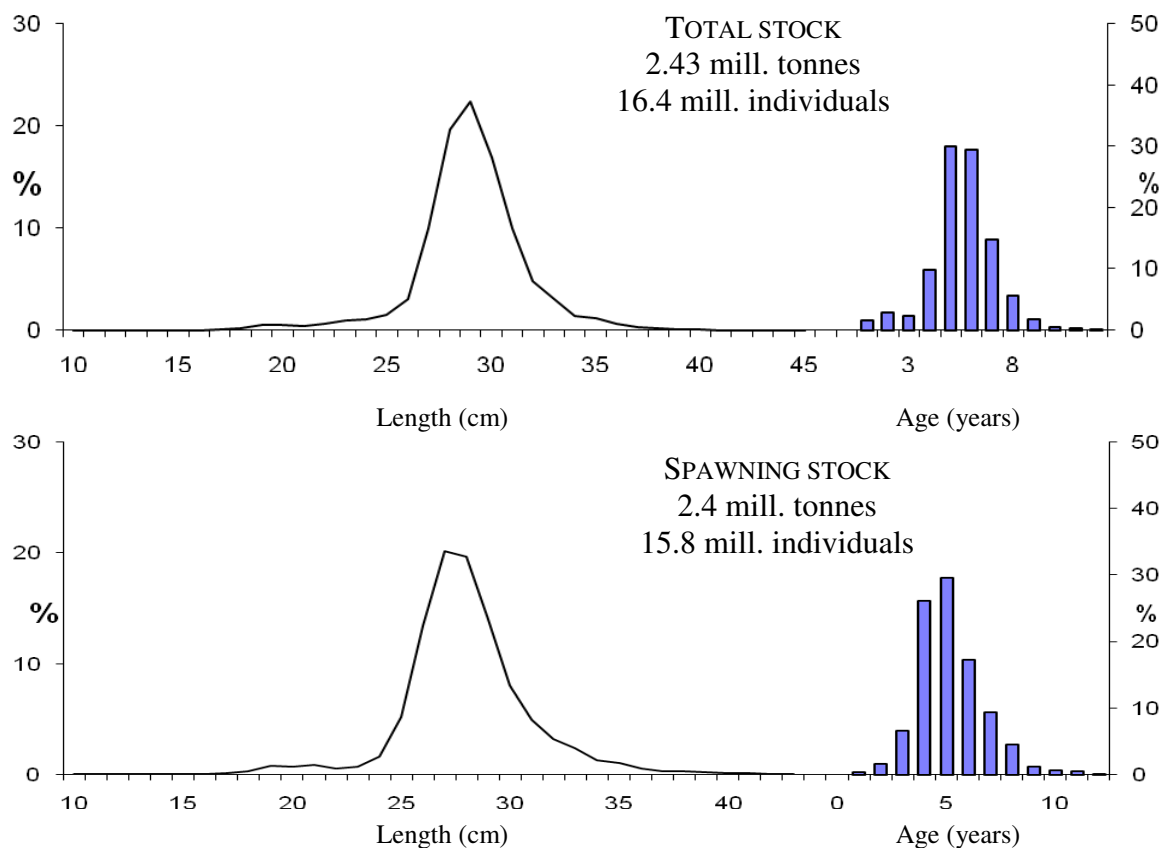 30
20
%
10
0
TOTAL STOCK
2.43 mill. tonnes
16.4 mill. individuals
50
40
30
%
20
10
0
10 15 20 25 30 35 40 45 3 8
Length (cm) Age (years)
30
20
%
10
0
SPAWNING STOCK
2.4 mill. tonnes
15.8 mill. individuals
50
40
30
%
20
10
0
10 15 20 25 30 35 40 0 5 10
Length (cm) Age (years)